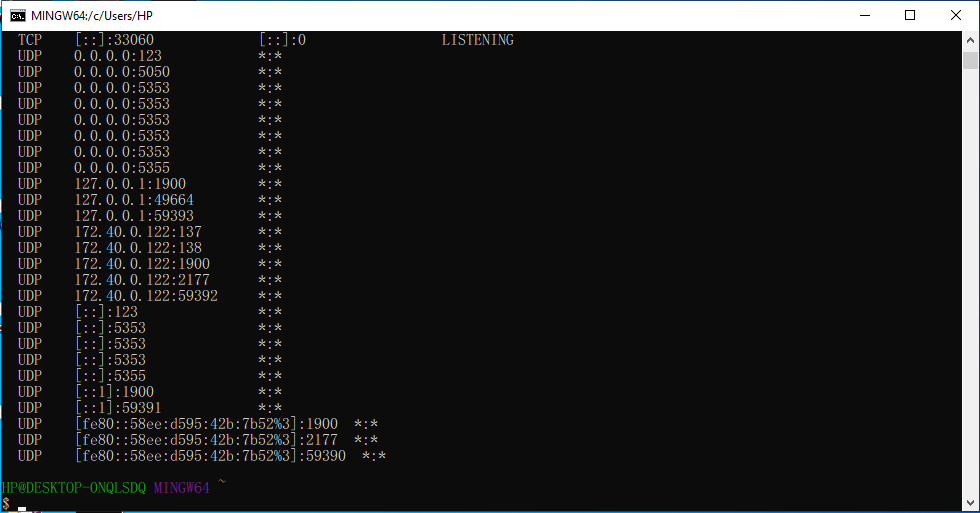 MINGW64:/c/Users/HP
TCP [::]:33060 [::]:0 LISTENING
UDP 0.0.0.0:123 *:*
UDP 0.0.0.0:5050 *:*
UDP 0.0.0.0:5353 *:*
UDP 0.0.0.0:5353 *:*
UDP 0.0.0.0:5353 *:*
UDP 0.0.0.0:5353 *:*
UDP 0.0.0.0:5353 *:*
UDP 0.0.0.0:5355 *:*
UDP 127.0.0.1:1900 *:*
UDP 127.0.0.1:49664 *:*
UDP 127.0.0.1:59393 *:*
UDP 172.40.0.122:137 *:*
UDP 172.40.0.122:138 *:*
UDP 172.40.0.122:1900 *:*
UDP 172.40.0.122:2177 *:*
UDP 172.40.0.122:59392 *:*
UDP [::]:123 *:*
UDP [::]:5353 *:*
UDP [::]:5353 *:*
UDP [::]:5353 *:*
UDP [::]:5355 *:*
UDP [::1]:1900 *:*
UDP [::1]:59391 *:*
UDP [fe80::58ee:d595:42b:7b52%3]:1900 *:*
UDP [fe80::58ee:d595:42b:7b52%3]:2177 *:*
UDP [fe80::58ee:d595:42b:7b52%3]:59390 *:*
HP@DESKTOP-ONQLSDQ MINGW64 ~
$